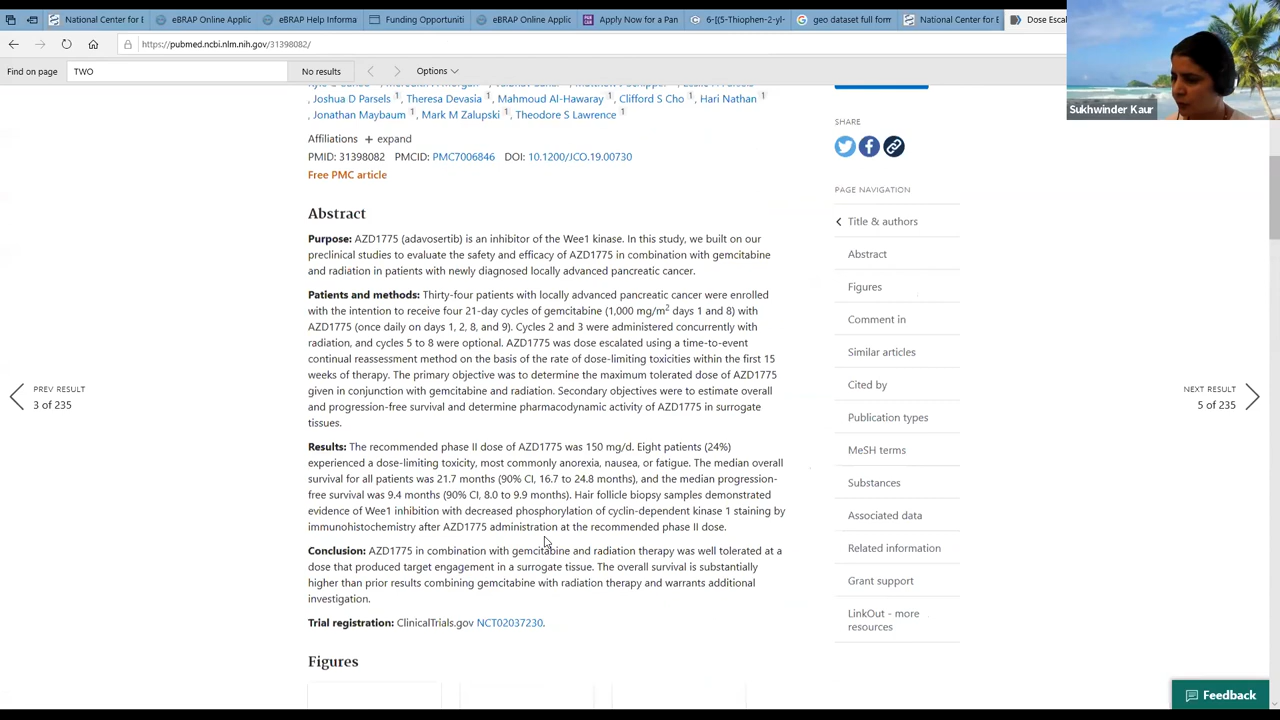 National Center for E
eBRAP Online Applic
eBRAP Help Informa
Funding Opportuniti
eBRAP Online Applic
Apply Now for a Pan
6-[(5-Thiophen-2-yl-
geo dataset full form
National Center for E
Dose Escal
https://pubmed.ncbi.nlm.nih.gov/31398082/
Find on page
TWO
No results
Options
Sukhwinder Kaur
, Joshua D Parsels 1, Theresa Devasia 1, Mahmoud Al-Hawaray 1, Clifford S Cho 1, Hari Nathan 1
, Jonathan Maybaum 1, Mark M Zalupski 1, Theodore S Lawrence 1
Affiliations + expand
PMID: 31398082 PMCID: PMC7006846 DOI: 10.1200/JCO.19.00730
Free PMC article
Abstract
Purpose: AZD1775 (adavosertib) is an inhibitor of the Wee1 kinase. In this study, we built on our
preclinical studies to evaluate the safety and efficacy of AZD1775 in combination with gemcitabine
and radiation in patients with newly diagnosed locally advanced pancreatic cancer.
Patients and methods: Thirty-four patients with locally advanced pancreatic cancer were enrolled
with the intention to receive four 21-day cycles of gemcitabine (1,000 mg/m2 days 1 and 8) with
AZD1775 (once daily on days 1, 2, 8, and 9). Cycles 2 and 3 were administered concurrently with
radiation, and cycles 5 to 8 were optional. AZD1775 was dose escalated using a time-to-event
continual reassessment method on the basis of the rate of dose-limiting toxicities within the first 15
weeks of therapy. The primary objective was to determine the maximum tolerated dose of AZD1775
given in conjunction with gemcitabine and radiation. Secondary objectives were to estimate overall
and progression-free survival and determine pharmacodynamic activity of AZD1775 in surrogate
tissues.
Results: The recommended phase II dose of AZD1775 was 150 mg/d. Eight patients (24%)
experienced a dose-limiting toxicity, most commonly anorexia, nausea, or fatigue. The median overall
survival for all patients was 21.7 months (90% CI, 16.7 to 24.8 months), and the median progression-
free survival was 9.4 months (90% CI, 8.0 to 9.9 months). Hair follicle biopsy samples demonstrated
evidence of Wee1 inhibition with decreased phosphorylation of cyclin-dependent kinase 1 staining by
immunohistochemistry after AZD1775 administration at the recommended phase II dose.
Conclusion: AZD1775 in combination with gemcitabine and radiation therapy was well tolerated at a
dose that produced target engagement in a surrogate tissue. The overall survival is substantially
higher than prior results combining gemcitabine with radiation therapy and warrants additional
investigation.
Trial registration: ClinicalTrials.gov NCT02037230.
Figures
PREV RESULT
3 of 235
NEXT RESULT
5 of 235
SHARE
PAGE NAVIGATION
Title & authors
Abstract
Figures
Comment in
Similar articles
Cited by
Publication types
MeSH terms
Substances
Associated data
Related information
Grant support
LinkOut - more
resources
Feedback